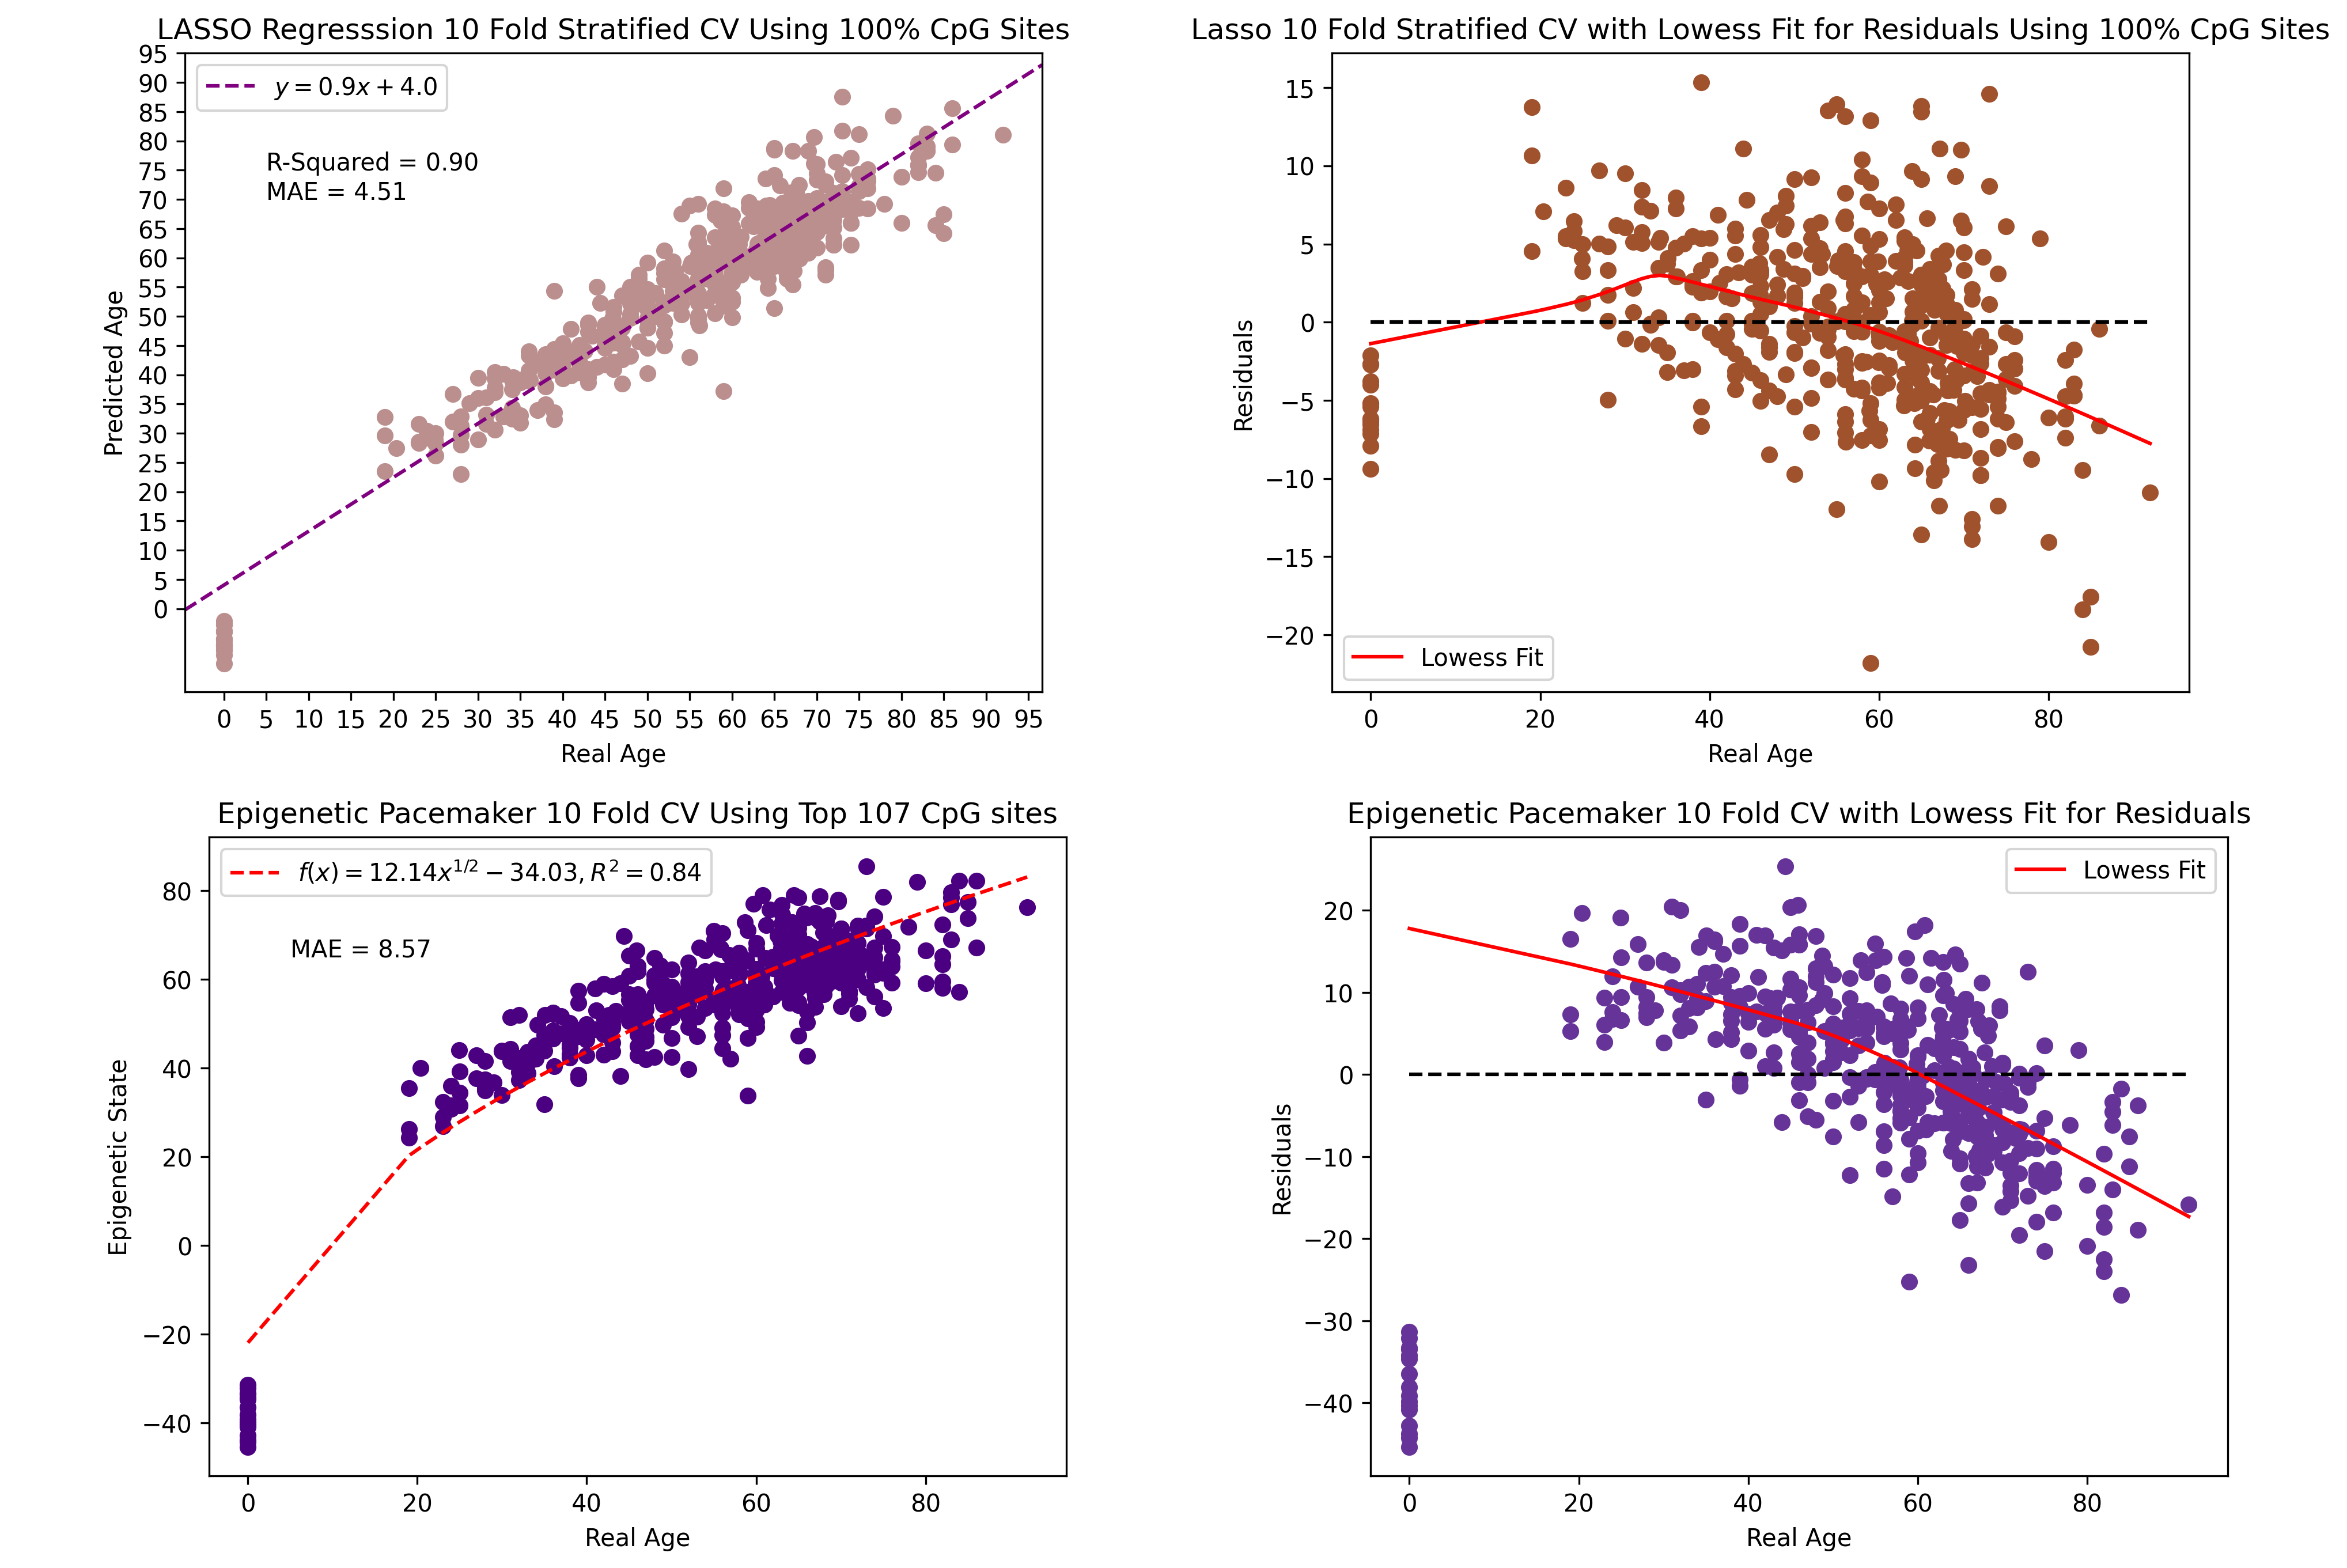 LASSO Regresssion 10 Fold Stratified CV Using 100% CpG Sites
95
90
85
80
75
70
65
60
55
50
45
40
35
30
25
20
15
10
5
0
Predicted Age
y = 0.9x + 4.0
R-Squared = 0.90
MAE = 4.51
0 5 10 15 20 25 30 35 40 45 50 55 60 65 70 75 80 85 90 95
Real Age
Lasso 10 Fold Stratified CV with Lowess Fit for Residuals Using 100% CpG Sites
15
10
5
0
−5
−10
−15
−20
Residuals
Lowess Fit
0 20 40 60 80
Real Age
Epigenetic Pacemaker 10 Fold CV Using Top 107 CpG sites
f(x) = 12.14x^{1/2} − 34.03, R² = 0.84
MAE = 8.57
80
60
40
20
0
−20
−40
Epigenetic State
0 20 40 60 80
Real Age
Epigenetic Pacemaker 10 Fold CV with Lowess Fit for Residuals
Lowess Fit
20
10
0
−10
−20
−30
−40
Residuals
0 20 40 60 80
Real Age